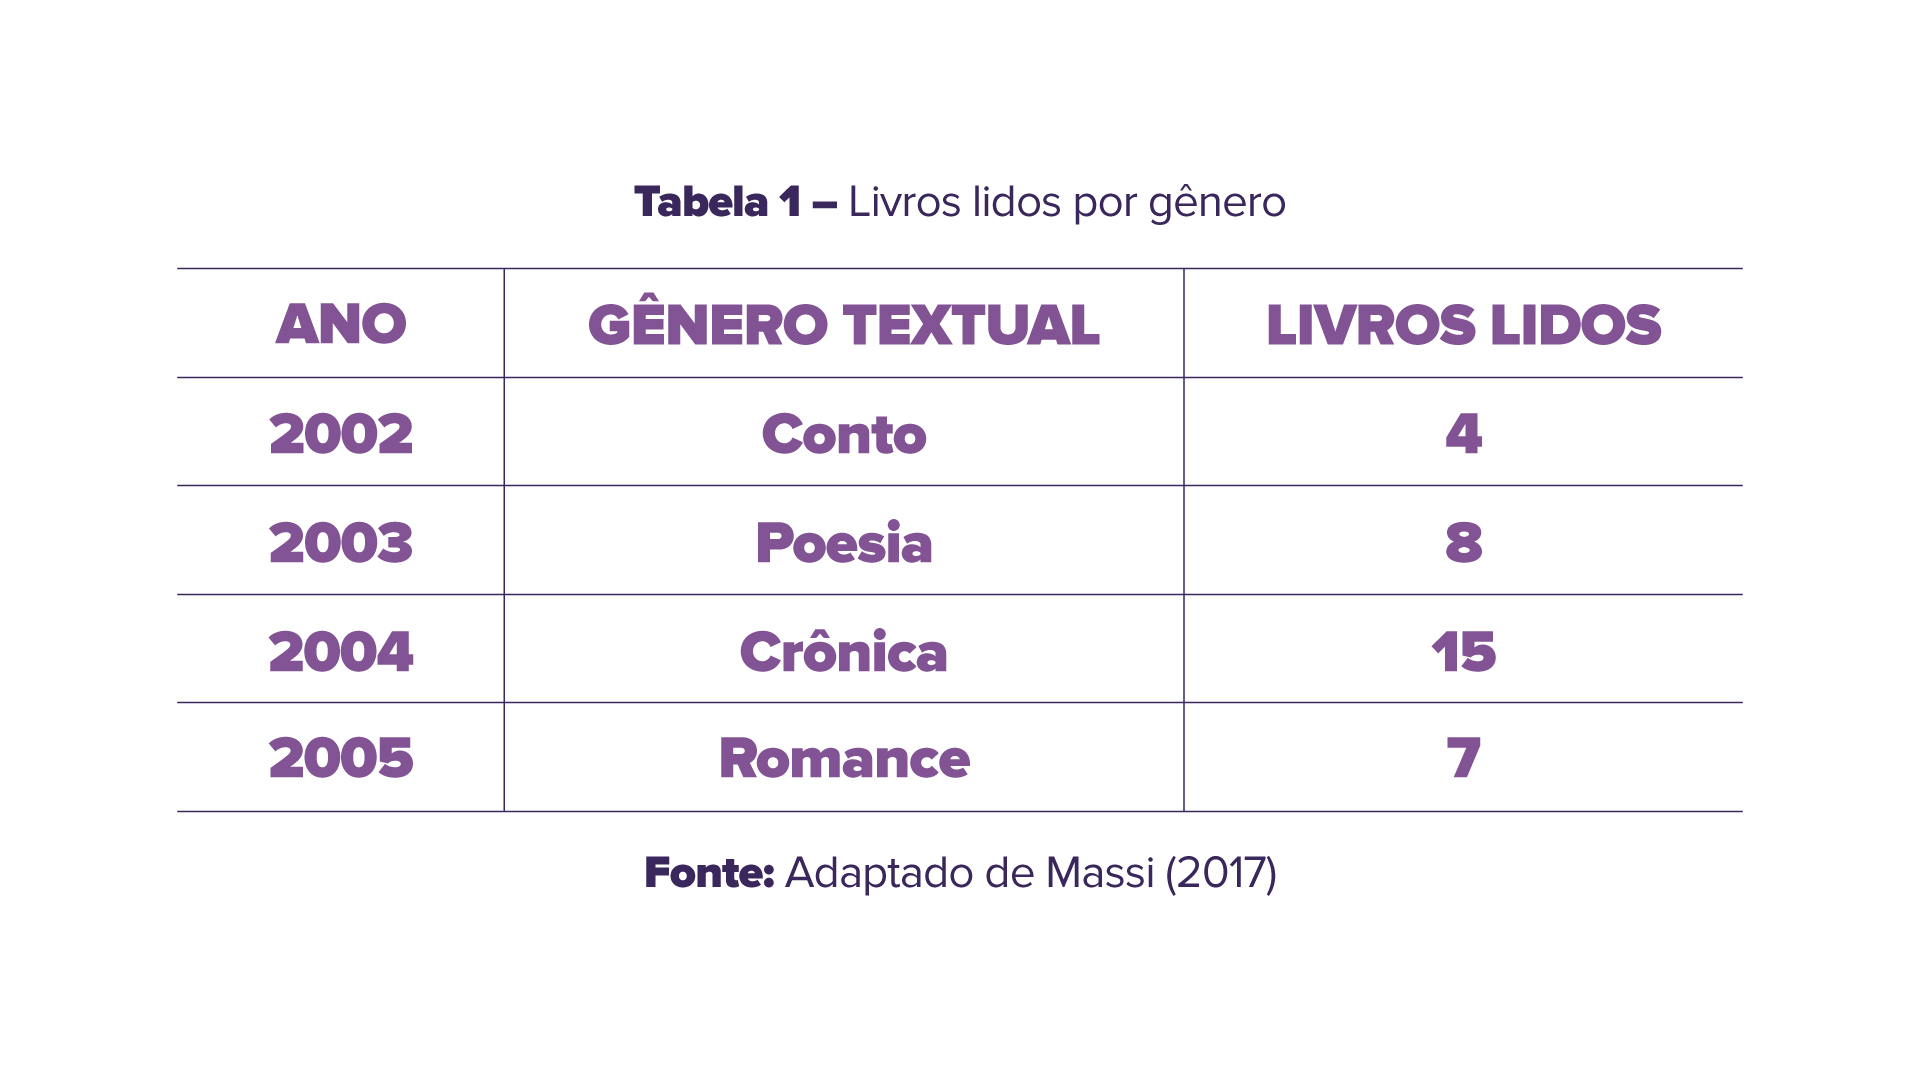 Tabela 1 – Livros lidos por gênero
ANO GÊNERO TEXTUAL LIVROS LIDOS
2002 Conto 4
2003 Poesia 8
2004 Crônica 15
2005 Romance 7
Fonte: Adaptado de Massi (2017)